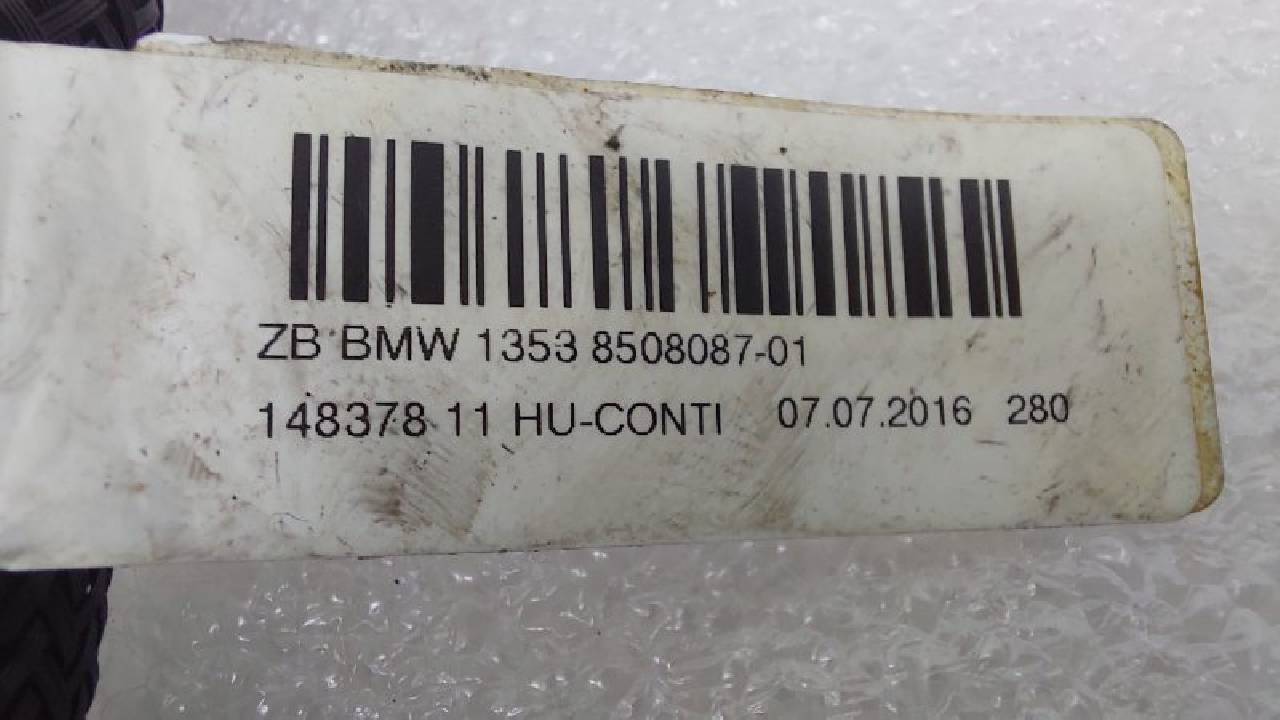 ZB BMW 1353 8508087-01
148378 11 HU-CONTI 07.07.2016 280